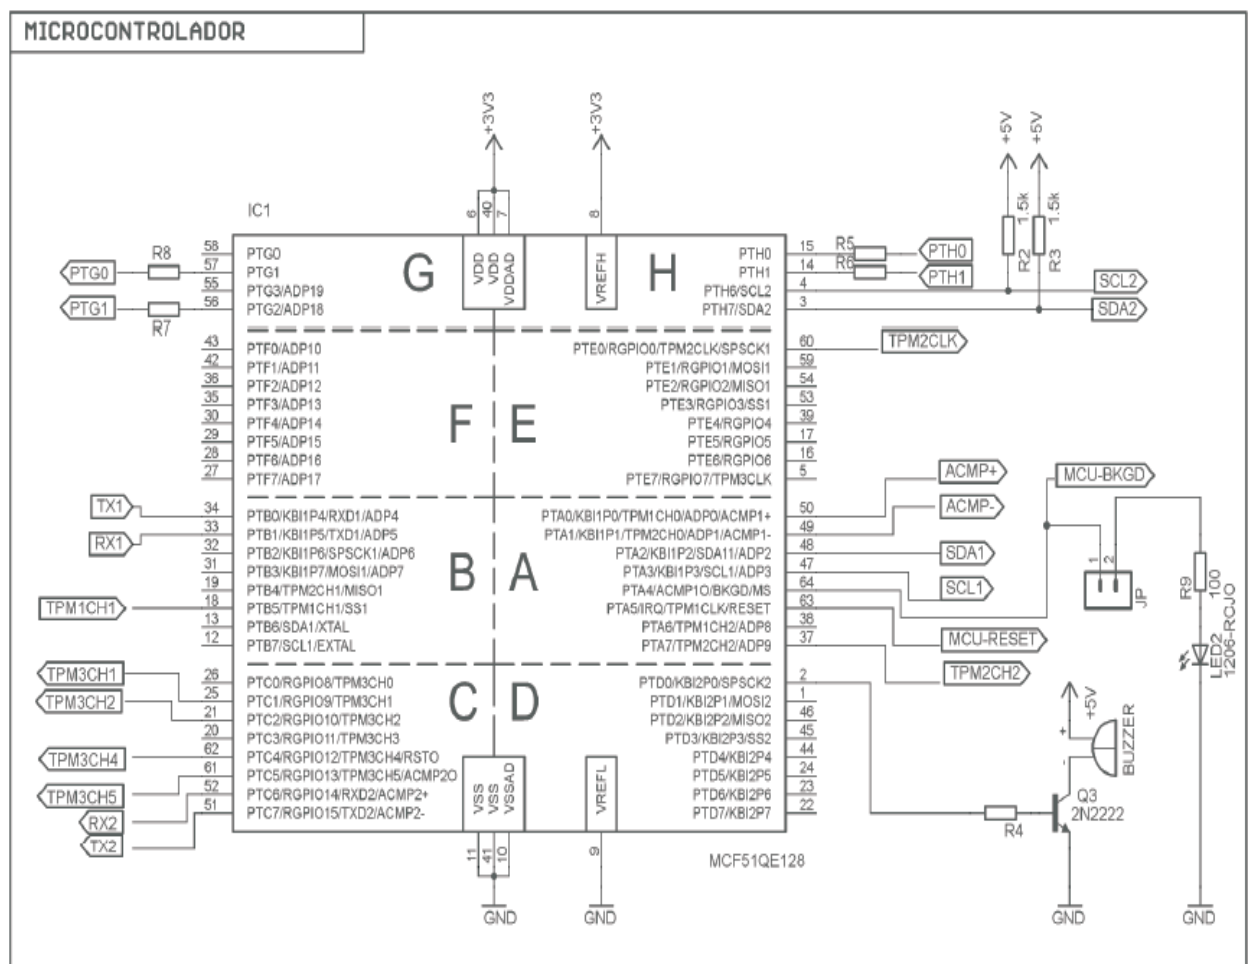 MICROCONTROLADOR
+3V3
+3V3
+5V
+5V
IC1
6
40
7
8
1.5k
1.5k
R2
R3
R8
PTG0
R7
PTG1
58
57
55
56
PTG0
PTG1
PTG3/ADP19
PTG2/ADP18
G
VDD
VDD
VDDAD
VREFH
H
PTH0
PTH1
PTH6/SCL2
PTH7/SDA2
15
14
4
3
R5
R6
PTH0
PTH1
SCL2
SDA2
43 PTF0/ADP10
42 PTF1/ADP11
36 PTF2/ADP12
35 PTF3/ADP13
30 PTF4/ADP14
29 PTF5/ADP15
28 PTF6/ADP16
27 PTF7/ADP17
F
E
PTE0/RGPIO0/TPM2CLK/SPSCK1 60
PTE1/RGPIO1/MOSI1 59
PTE2/RGPIO2/MISO1 54
PTE3/RGPIO3/SS1 53
PTE4/RGPIO4 39
PTE5/RGPIO5 17
PTE6/RGPIO6 16
PTE7/RGPIO7/TPM3CLK 5
TPM2CLK
TX1
RX1
TPM1CH1
34 PTB0/KBI1P4/RXD1/ADP4
33 PTB1/KBI1P5/TXD1/ADP5
32 PTB2/KBI1P6/SPSCK1/ADP6
31 PTB3/KBI1P7/MOSI1/ADP7
19 PTB4/TPM2CH1/MISO1
18 PTB5/TPM1CH1/SS1
13 PTB6/SDA1/XTAL
12 PTB7/SCL1/EXTAL
B
A
PTA0/KBI1P0/TPM1CH0/ADP0/ACMP1+ 50
PTA1/KBI1P1/TPM2CH0/ADP1/ACMP1- 49
PTA2/KBI1P2/SDA11/ADP2 48
PTA3/KBI1P3/SCL1/ADP3 47
PTA4/ACMP1O/BKGD/MS 64
PTA5/IRQ/TPM1CLK/RESET 63
PTA6/TPM1CH2/ADP8 38
PTA7/TPM2CH2/ADP9 37
ACMP+
ACMP-
SDA1
SCL1
MCU-RESET
TPM2CH2
MCU-BKGD
1
2
JP
R9
100
LED2
1206-ROJO
TPM3CH1
TPM3CH2
TPM3CH4
TPM3CH5
RX2
TX2
26 PTC0/RGPIO8/TPM3CH0
25 PTC1/RGPIO9/TPM3CH1
21 PTC2/RGPIO10/TPM3CH2
20 PTC3/RGPIO11/TPM3CH3
62 PTC4/RGPIO12/TPM3CH4/RSTO
61 PTC5/RGPIO13/TPM3CH5/ACMP2O
52 PTC6/RGPIO14/RXD2/ACMP2+
51 PTC7/RGPIO15/TXD2/ACMP2-
C
D
PTD0/KBI2P0/SPSCK2 2
PTD1/KBI2P1/MOSI2 1
PTD2/KBI2P2/MISO2 46
PTD3/KBI2P3/SS2 45
PTD4/KBI2P4 44
PTD5/KBI2P5 24
PTD6/KBI2P6 23
PTD7/KBI2P7 22
VSS
VSS
VSSAD
VREFL
11
41
10
9
+5V
+
-
BUZZER
R4
Q3
2N2222
MCF51QE128
GND
GND
GND
GND